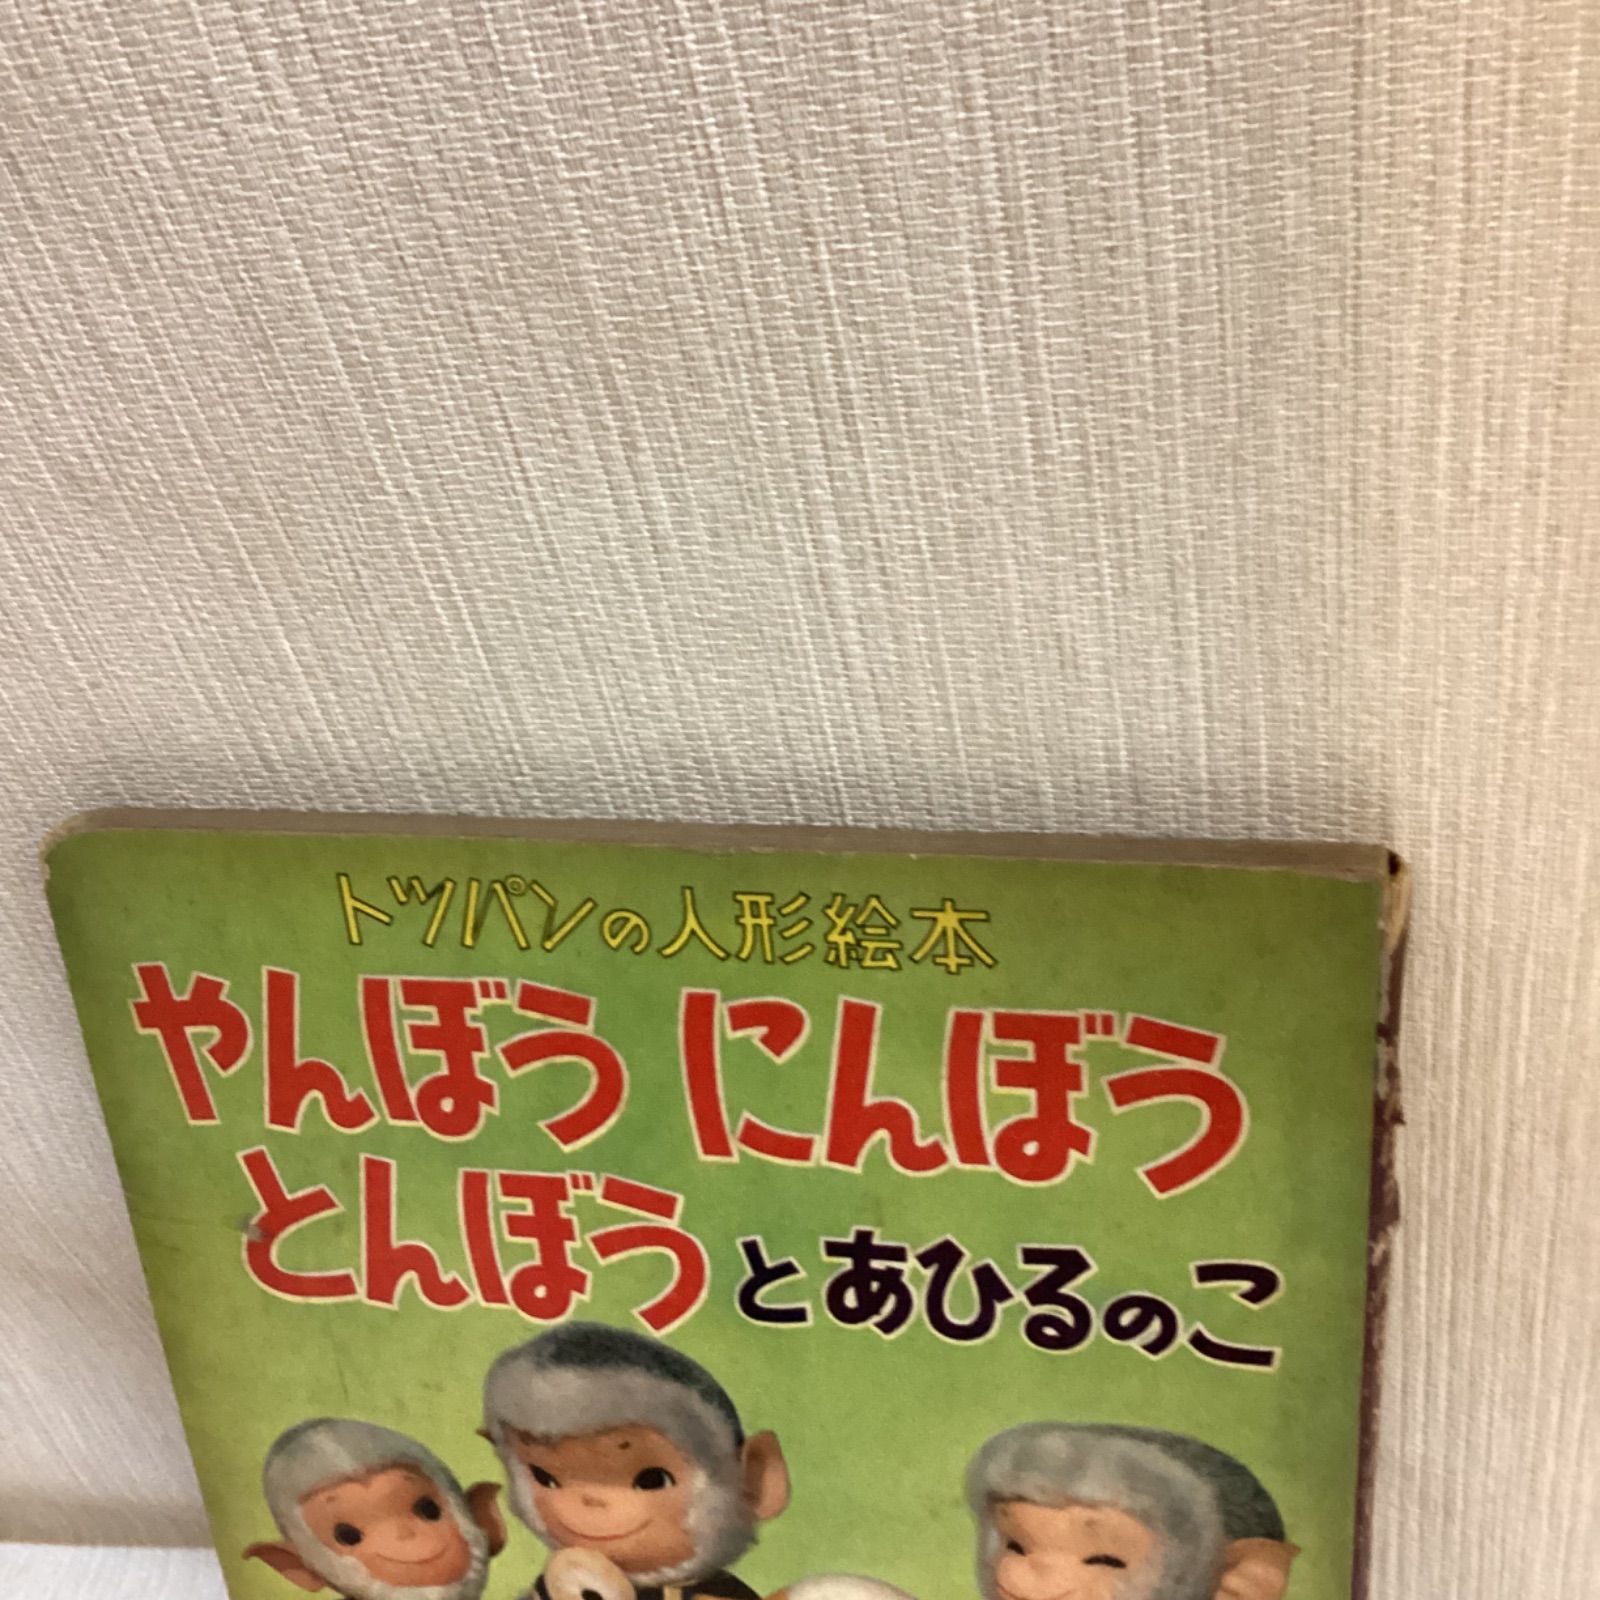 トツパンの人形絵本
やんぼう にんぼう
とんぼう とあひるのこ